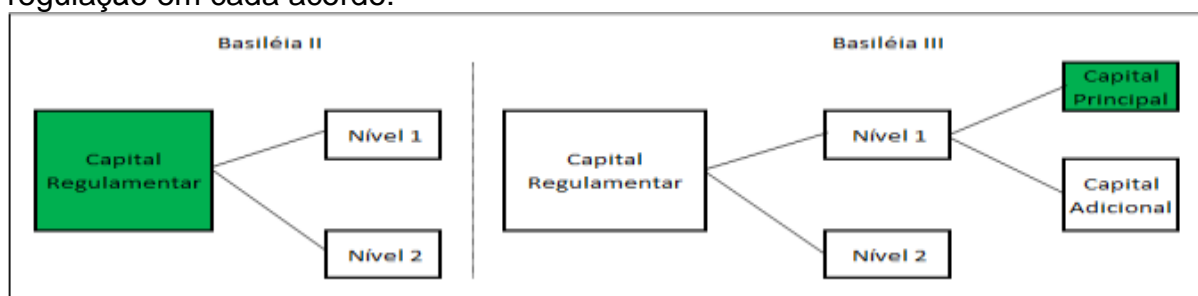 regulação em cada acordo.
Basiléia II
Basiléia III
Capital
Regulamentar
Nível 1
Nível 2
Capital
Regulamentar
Nível 1
Nível 2
Capital
Principal
Capital
Adicional